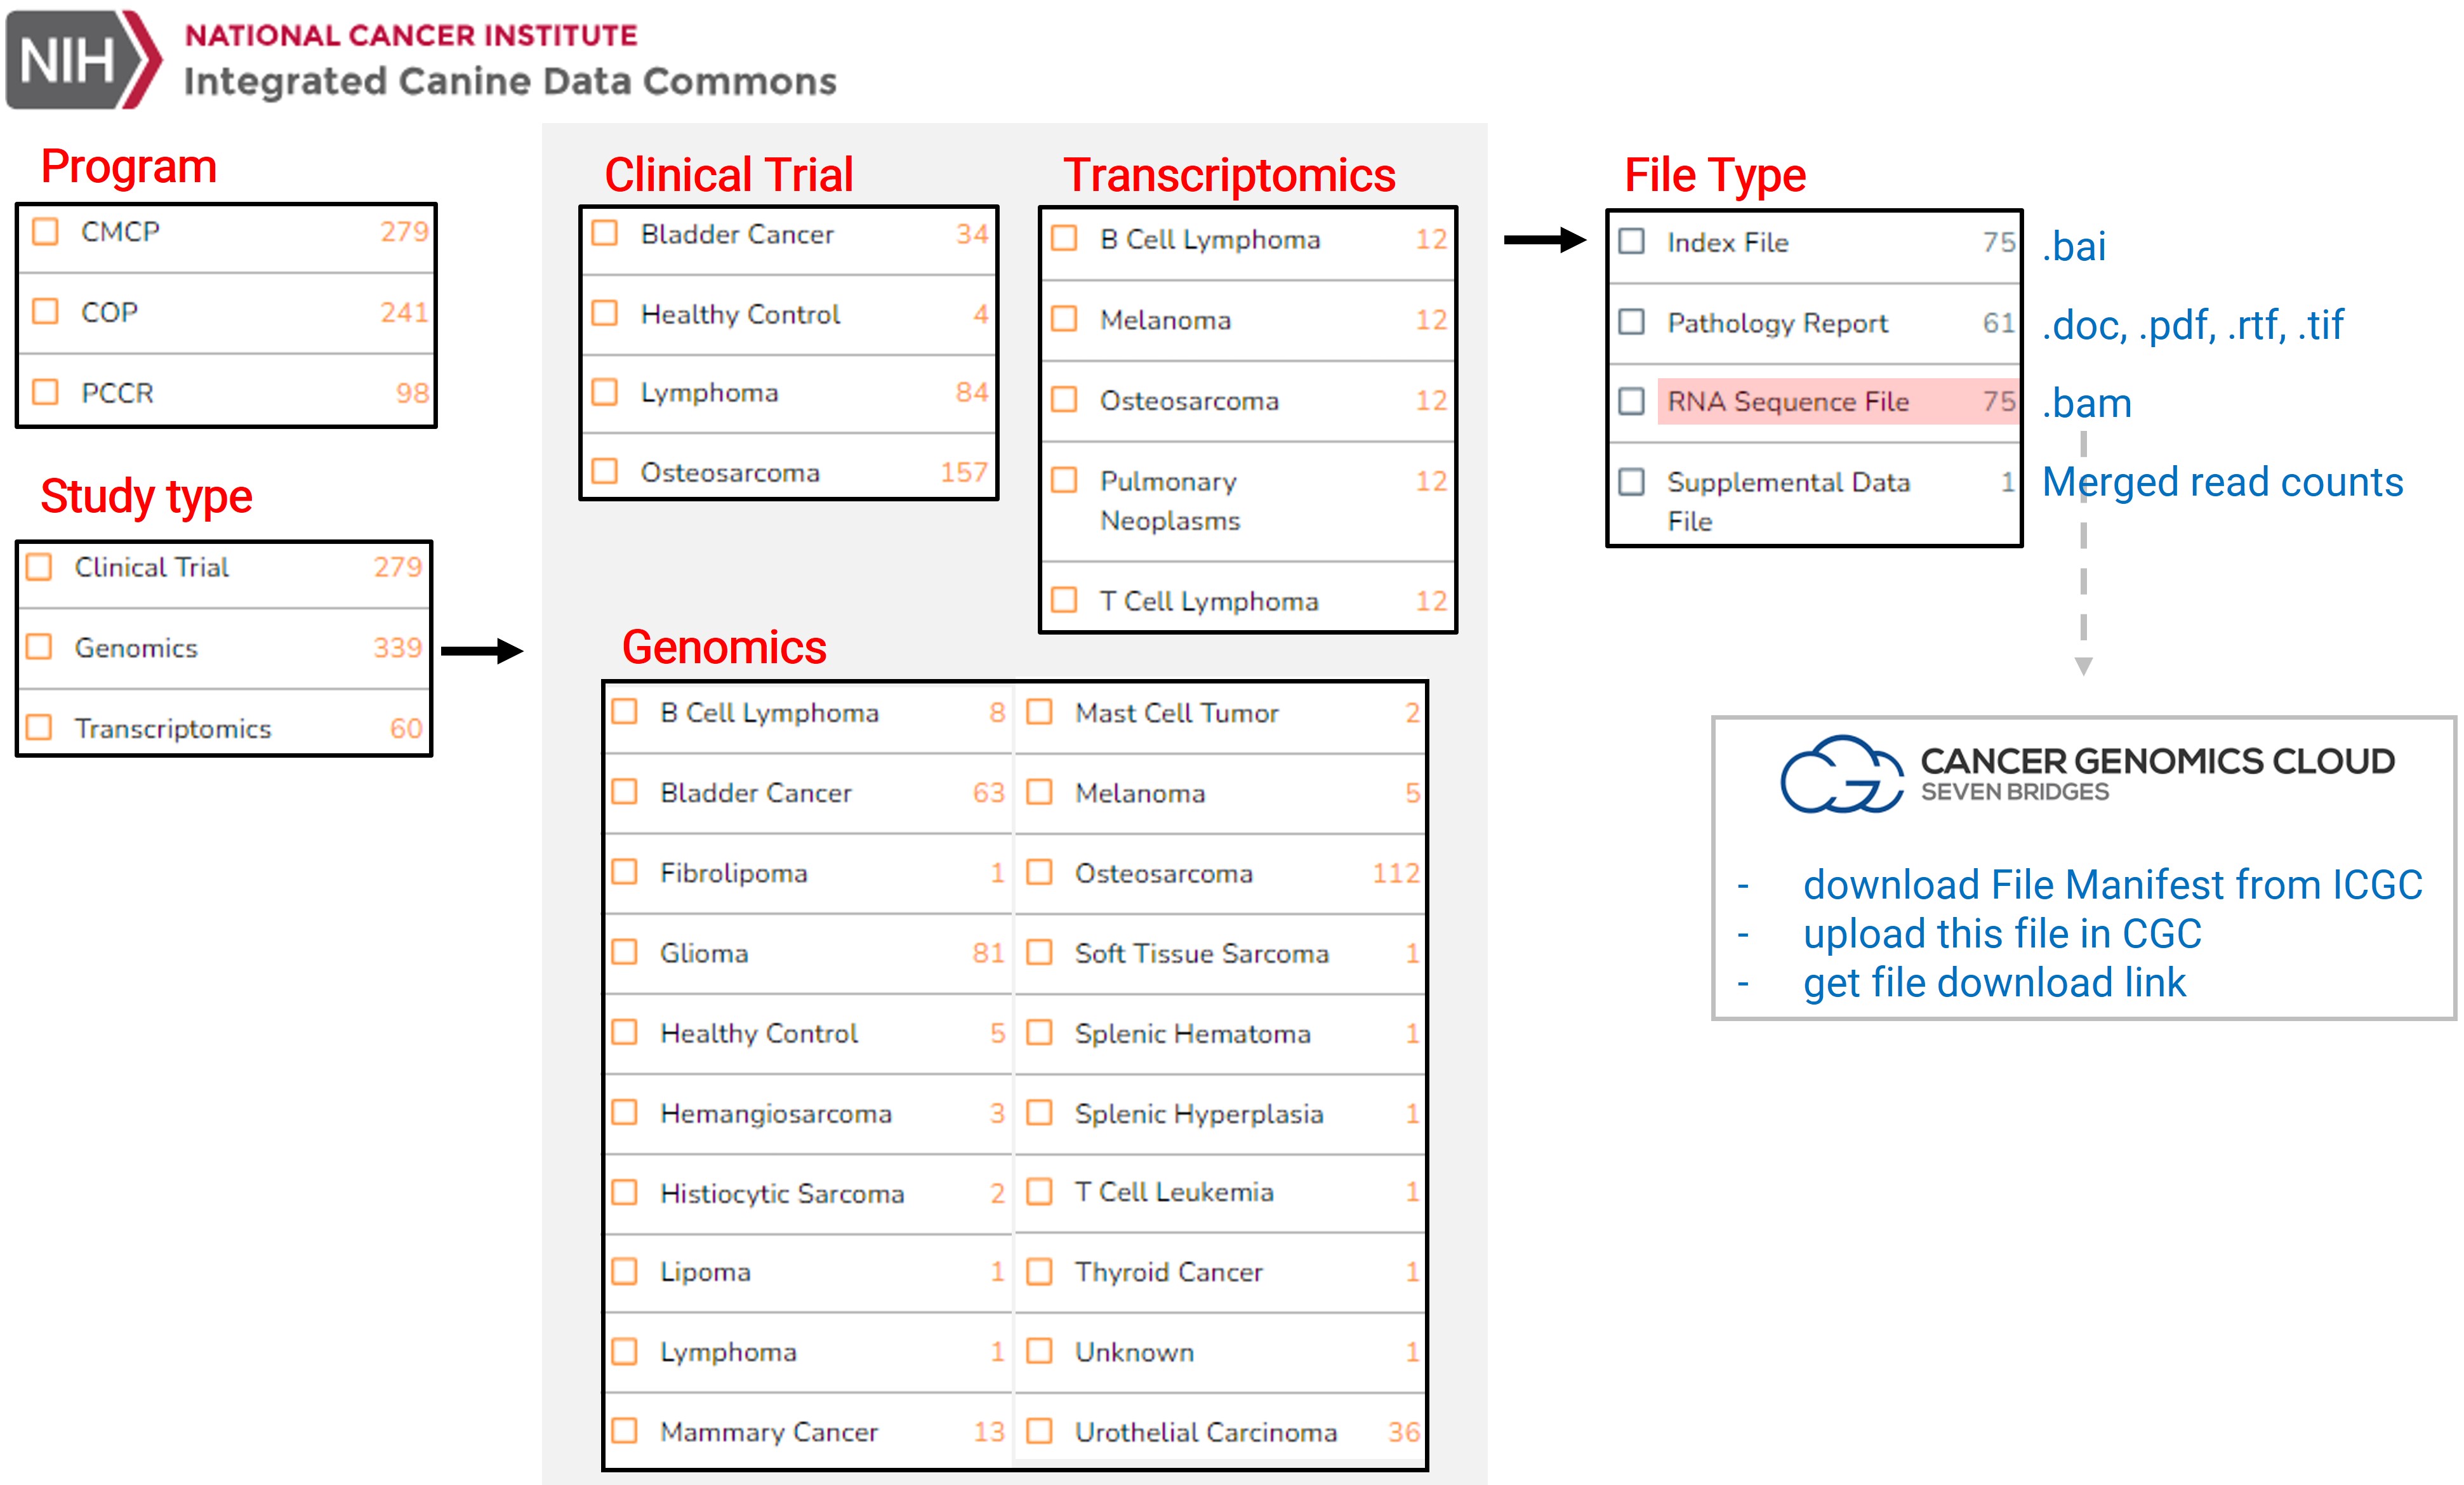 NIH
NATIONAL CANCER INSTITUTE
Integrated Canine Data Commons
Program
CMCP 279
COP 241
PCCR 98
Study type
Clinical Trial 279
Genomics 339
Transcriptomics 60
Clinical Trial
Bladder Cancer 34
Healthy Control 4
Lymphoma 84
Osteosarcoma 157
Transcriptomics
B Cell Lymphoma 12
Melanoma 12
Osteosarcoma 12
Pulmonary 12
Neoplasms
T Cell Lymphoma 12
Genomics
B Cell Lymphoma 8
Bladder Cancer 63
Fibrolipoma 1
Glioma 81
Healthy Control 5
Hemangiosarcoma 3
Histiocytic Sarcoma 2
Lipoma 1
Lymphoma 1
Mammary Cancer 13
Mast Cell Tumor 2
Melanoma 5
Osteosarcoma 112
Soft Tissue Sarcoma 1
Splenic Hematoma 1
Splenic Hyperplasia 1
T Cell Leukemia 1
Thyroid Cancer 1
Unknown 1
Urothelial Carcinoma 36
File Type
Index File 75 .bai
Pathology Report 61 .doc, .pdf, .rtf, .tif
RNA Sequence File 75 .bam
Supplemental Data 1 Merged read counts
File
CGC
CANCER GENOMICS CLOUD
SEVEN BRIDGES
- download File Manifest from ICGC
- upload this file in CGC
- get file download link